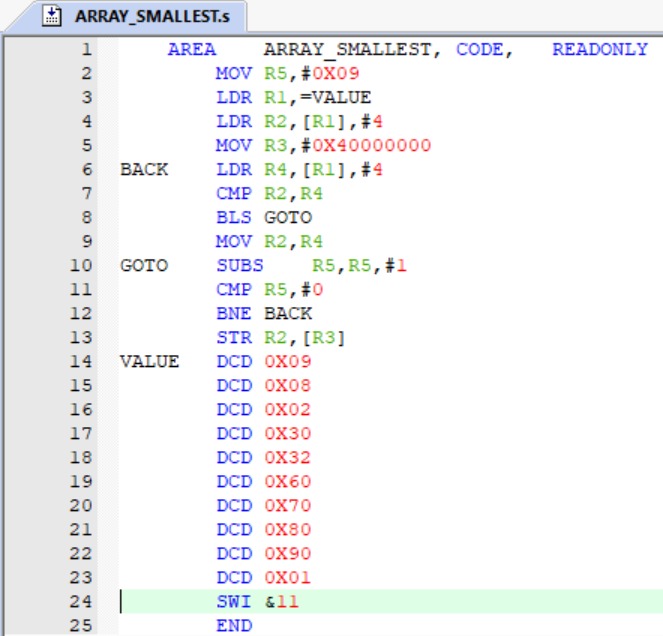 ARRAY_SMALLEST.s
1 AREA ARRAY_SMALLEST, CODE, READONLY
2 MOV R5,#0X09
3 LDR R1,=VALUE
4 LDR R2,[R1],#4
5 MOV R3,#0X40000000
6 BACK LDR R4,[R1],#4
7 CMP R2,R4
8 BLS GOTO
9 MOV R2,R4
10 GOTO SUBS R5,R5,#1
11 CMP R5,#0
12 BNE BACK
13 STR R2,[R3]
14 VALUE DCD 0X09
15 DCD 0X08
16 DCD 0X02
17 DCD 0X30
18 DCD 0X32
19 DCD 0X60
20 DCD 0X70
21 DCD 0X80
22 DCD 0X90
23 DCD 0X01
24 SWI &11
25 END